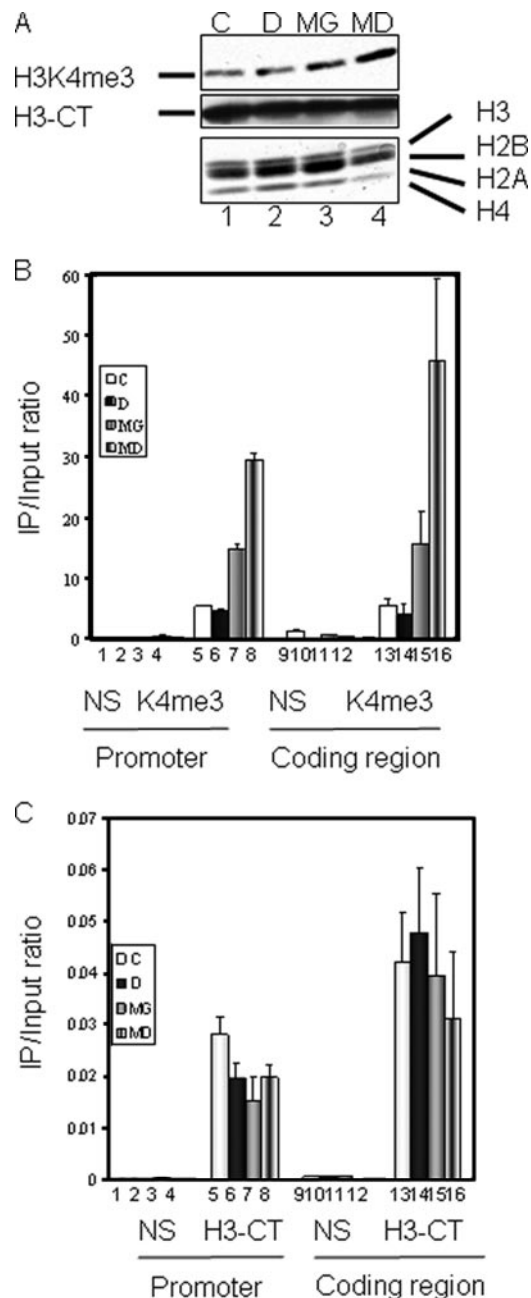 A
C D MG MD
H3K4me3
H3-CT
H3
H2B
H2A
H4
1 2 3 4
B
60
50
40
30
20
10
0
IP/Input ratio
C
D
MG
MD
1 2 3 4 5 6 7 8 9 10 11 12 13 14 15 16
NS K4me3 NS K4me3
Promoter Coding region
C
0.07
0.06
0.05
0.04
0.03
0.02
0.01
0
IP/Input ratio
C
D
MG
MD
1 2 3 4 5 6 7 8 9 10 11 12 13 14 15 16
NS H3-CT NS H3-CT
Promoter Coding region